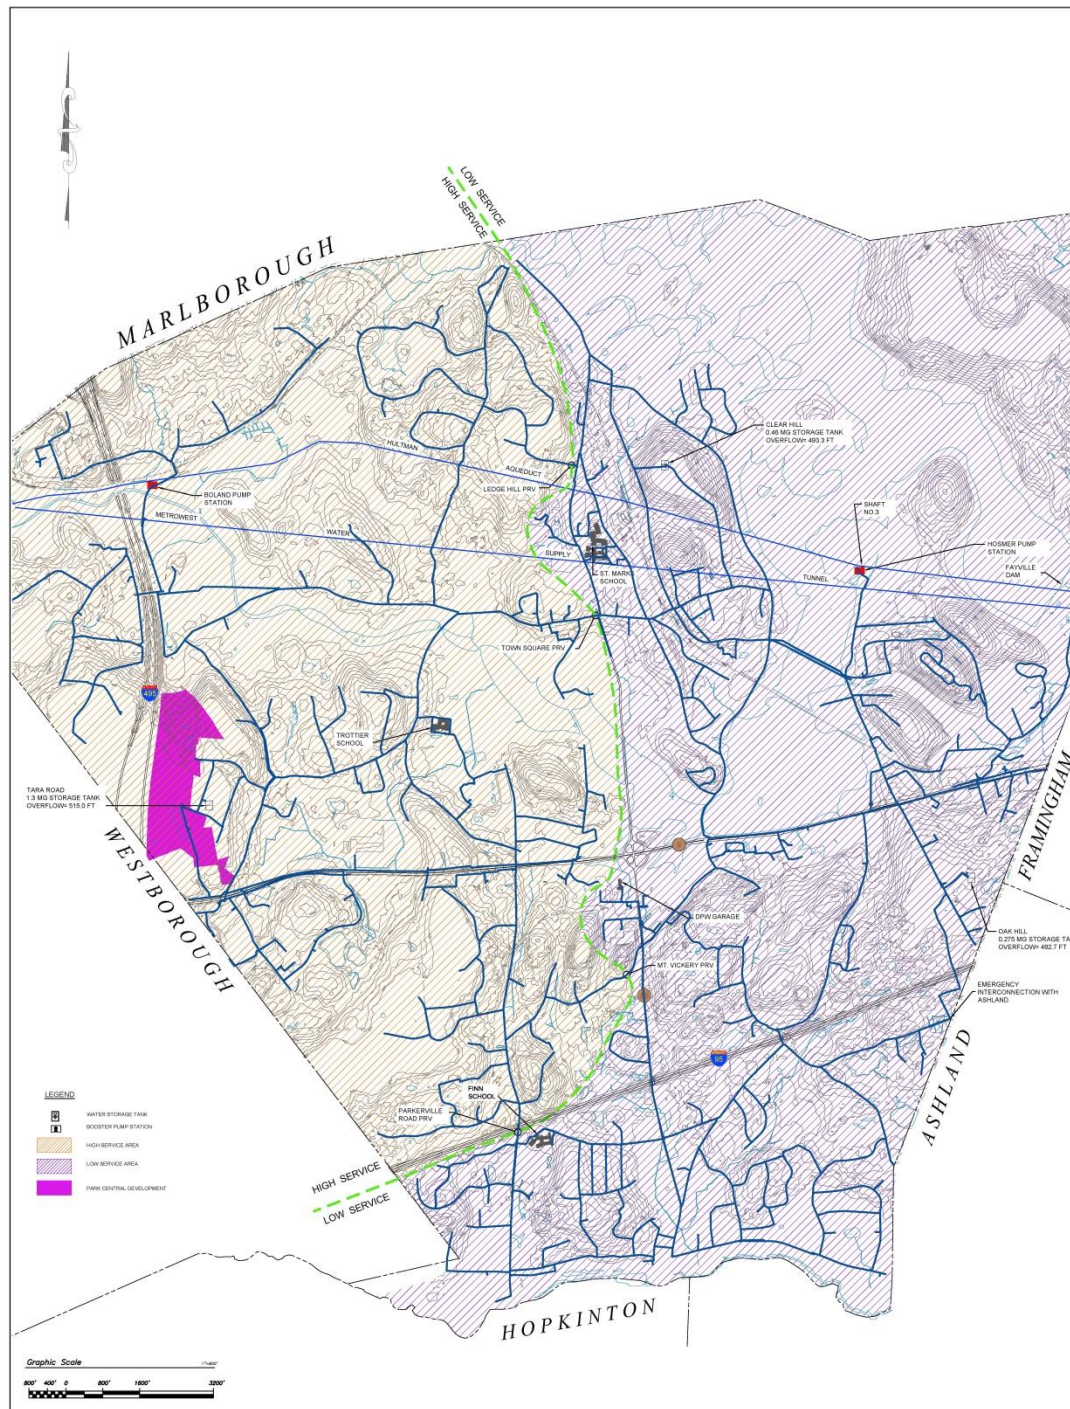 LOW SERVICE
HIGH SERVICE
MARLBOROUGH
CLEAR HILL
0.46 MG STORAGE TANK
OVERFLOW= 493.3 FT
HULTMAN
AQUEDUCT
LEDGE HILL PRV
BOLAND PUMP
STATION
METROWEST
WATER
SUPPLY
TUNNEL
SHAFT
NO.3
HOSMER PUMP
STATION
FAYVILLE
DAM
ST. MARKS
SCHOOL
TOWN SQUARE PRV
495
TROTTIER
SCHOOL
TARA ROAD
1.3 MG STORAGE TANK
OVERFLOW= 515.0 FT
WESTBOROUGH
FRAMINGHAM
DPW GARAGE
OAK HILL
0.275 MG STORAGE TA
OVERFLOW= 492.7 FT
MT. VICKERY PRV
EMERGENCY
INTERCONNECTION WITH
ASHLAND
95
ASHLAND
FINN
SCHOOL
PARKERVILLE
ROAD PRV
HIGH SERVICE
LOW SERVICE
LEGEND
WATER STORAGE TANK
BOOSTER PUMP STATION
HIGH SERVICE AREA
LOW SERVICE AREA
PARK CENTRAL DEVELOPMENT
HOPKINTON
Graphic Scale
800' 400' 0 800' 1600' 3200'